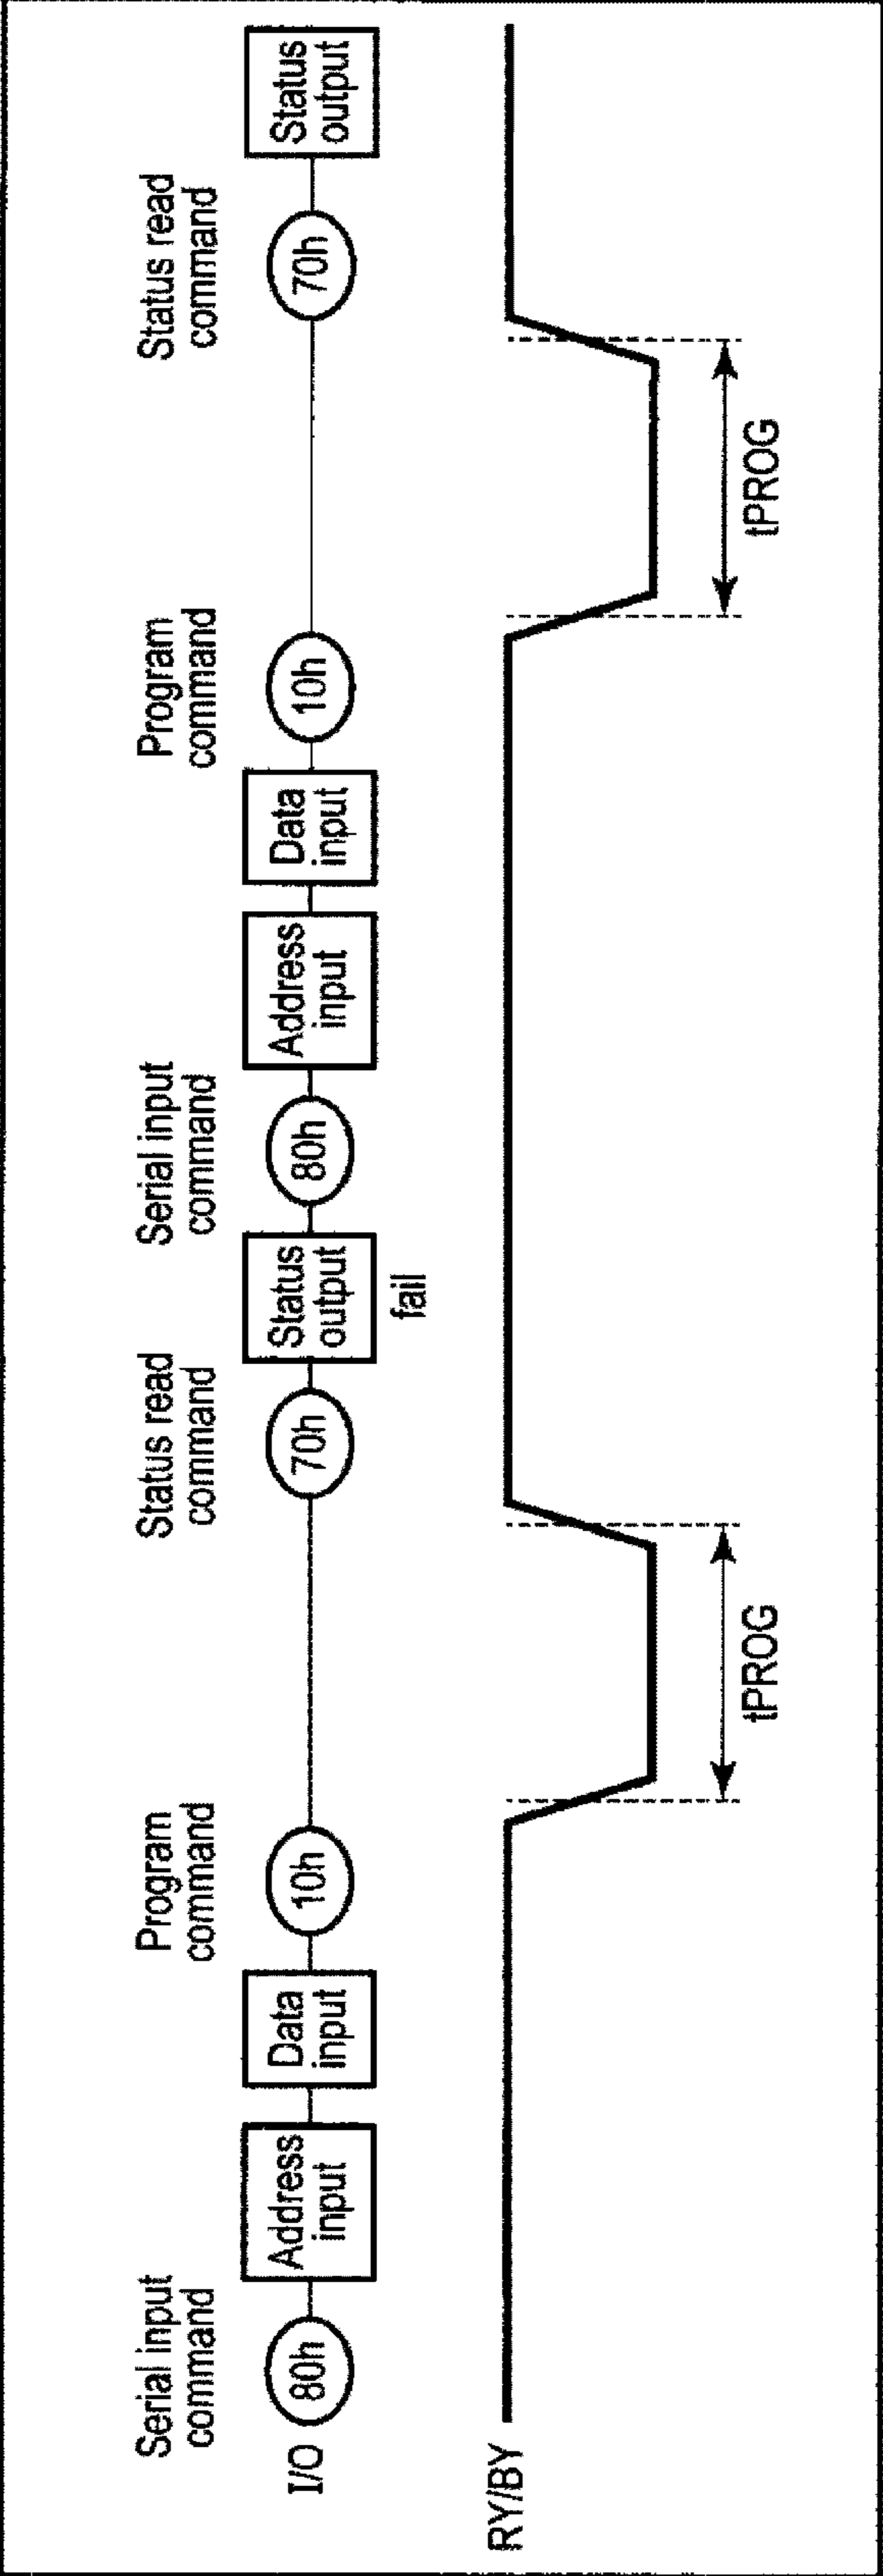 Serial input
command
Program
command
Status read
command
Serial input
command
Program
command
Status read
command
I/O
80h
Address
input
Data
input
10h
70h
Status
output
80h
Address
input
Data
input
10h
70h
Status
output
fail
RY/BY
tPROG
tPROG